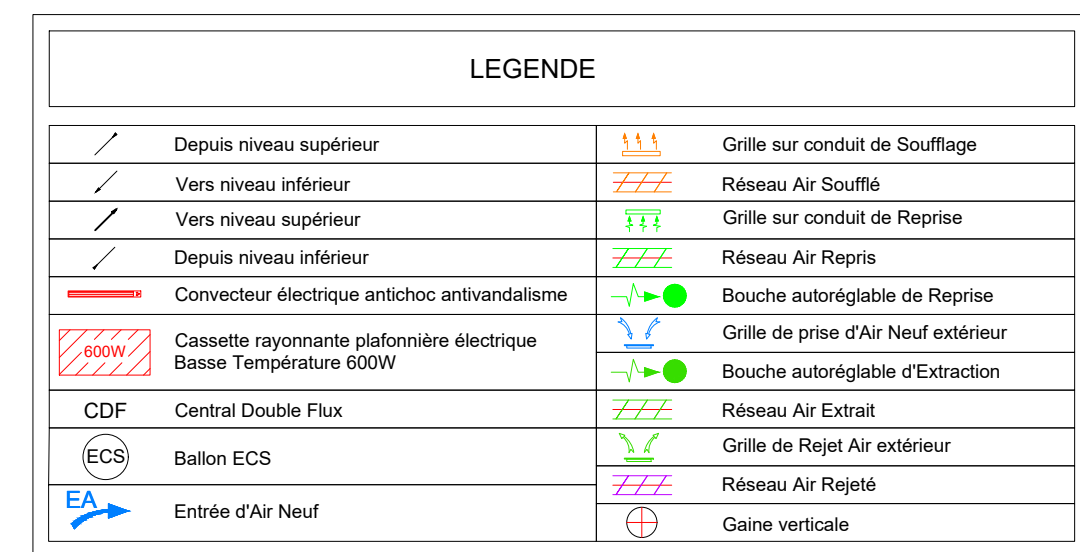 LEGENDE
Depuis niveau supérieur
Vers niveau inférieur
Vers niveau supérieur
Depuis niveau inférieur
Convecteur électrique antichoc antivandalisme
600W
Cassette rayonnante plafonnière électrique
Basse Température 600W
CDF Central Double Flux
ECS Ballon ECS
EA Entrée d'Air Neuf
Grille sur conduit de Soufflage
Réseau Air Soufflé
Grille sur conduit de Reprise
Réseau Air Repris
Bouche autoréglable de Reprise
Grille de prise d'Air Neuf extérieur
Bouche autoréglable d'Extraction
Réseau Air Extrait
Grille de Rejet Air extérieur
Réseau Air Rejeté
Gaine verticale